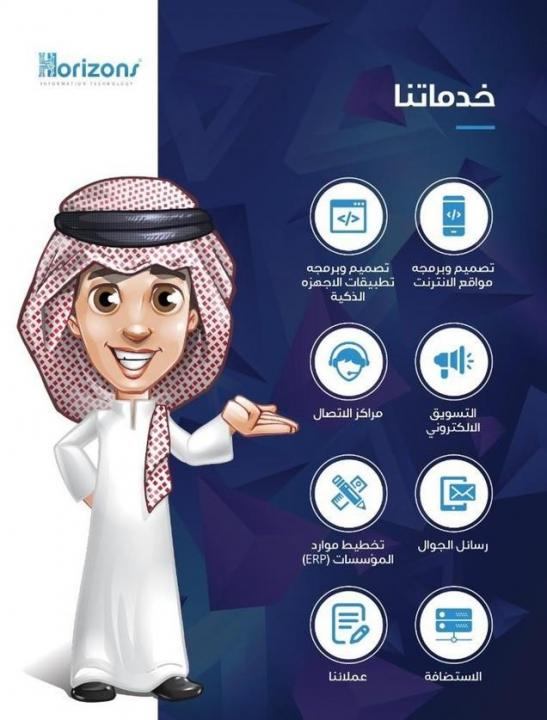 Horizons
INFORMATION TECHNOLOGY
خدماتنا
تصميم وبرمجه
مواقع الانترنت
تصميم وبرمجه
تطبيقات الاجهزه
الذكية
التسويق
الالكتروني
مراكز الاتصال
رسائل الجوال
تخطيط موارد
المؤسسات (ERP)
الاستضافة
عملائنا